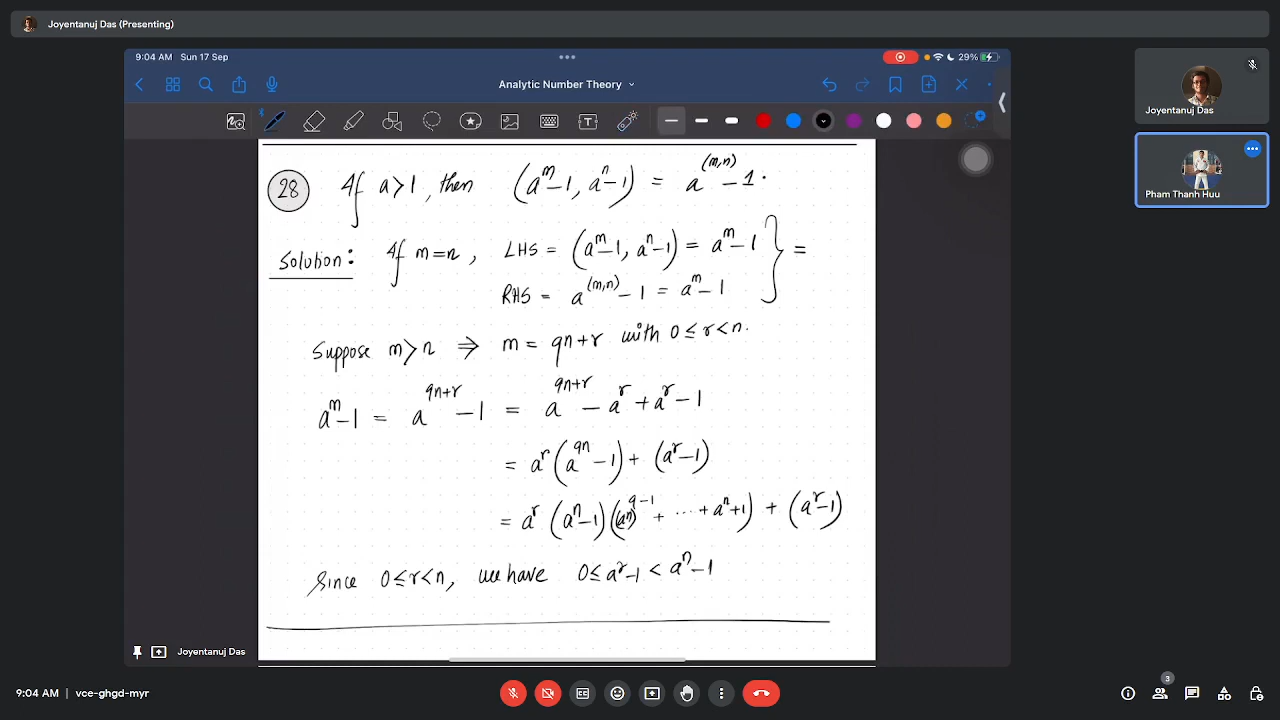 Joyentanuj Das (Presenting)
9:04 AM Sun 17 Sep
29%
Analytic Number Theory
28 If a>1, then (a^m-1, a^n-1) = a^(m,n) -1.
Solution: If m=n, LHS = (a^m-1, a^n-1) = a^m-1 } =
RHS = a^(m,n) -1 = a^m-1
Suppose m>n ⇒ m = qn+r with 0≤r<n.
a^m-1 = a^(qn+r) -1 = a^(qn+r) - a^r + a^r -1
= a^r (a^qn -1) + (a^r-1)
= a^r (a^n-1)((a^n)^(q-1) + ... + a^n+1) + (a^r-1)
Since 0≤r<n, we have 0≤a^r-1 < a^n-1
Joyentanuj Das
Pham Thanh Huu
Joyentanuj Das
9:04 AM | vce-ghgd-myr
3